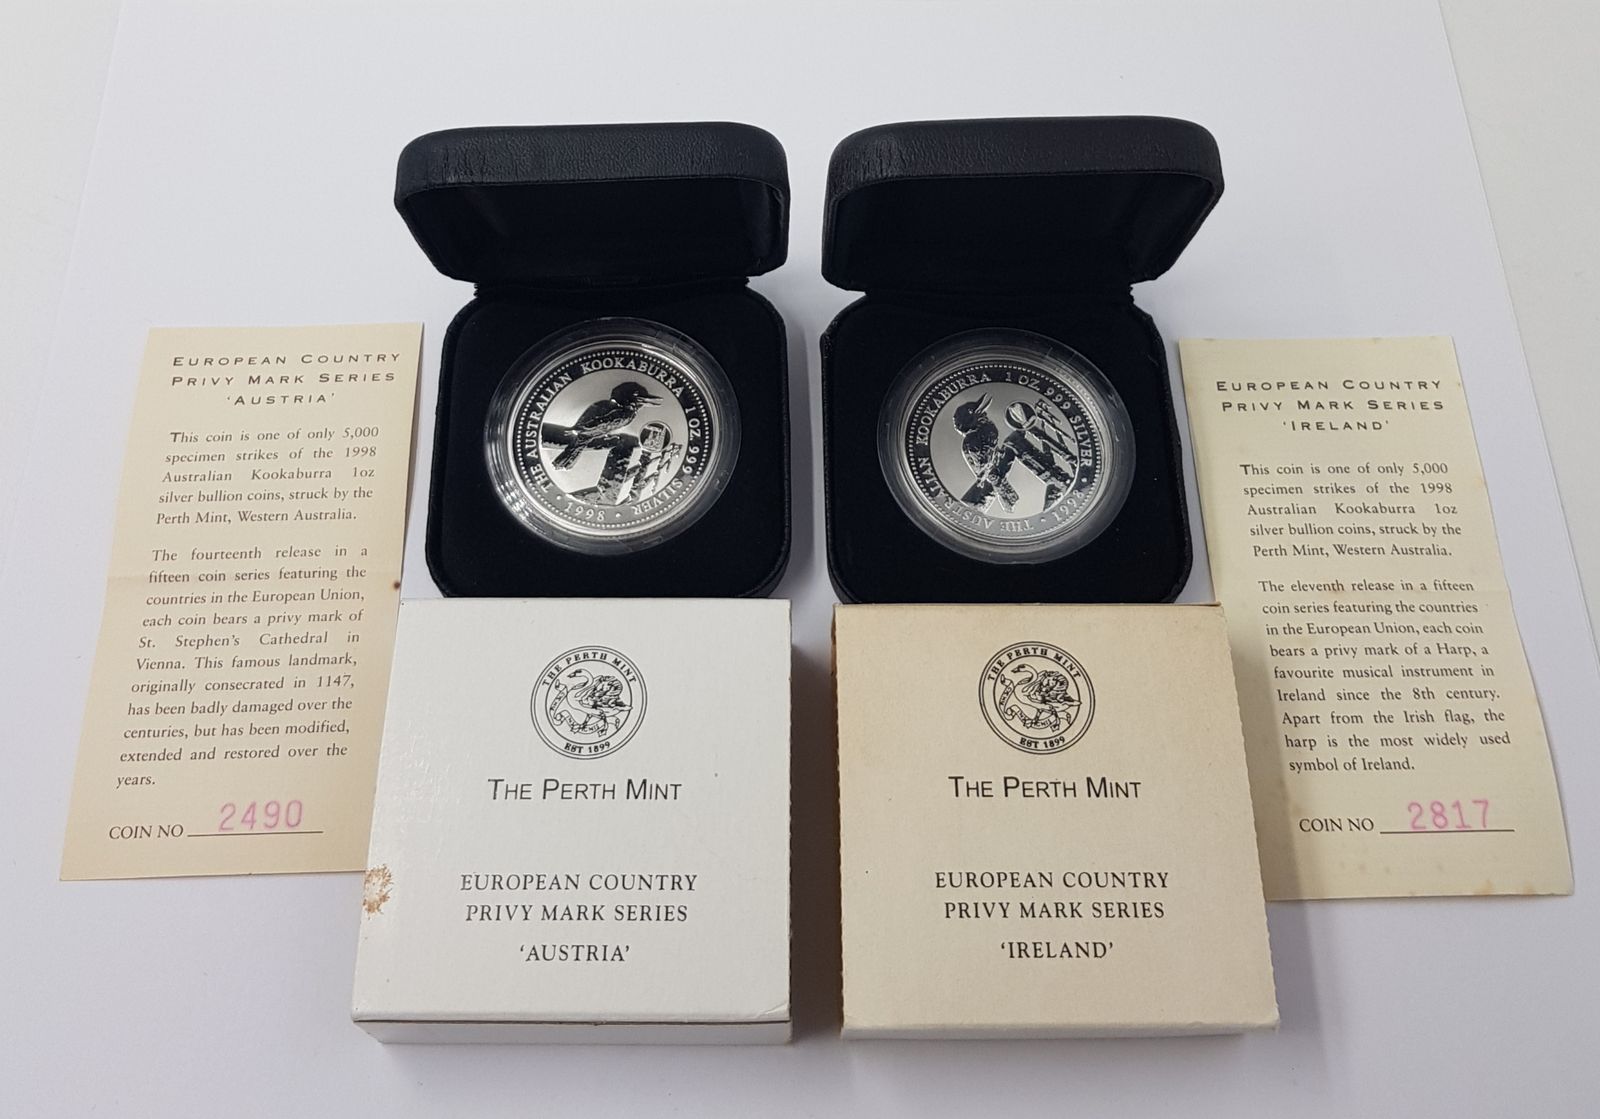 EUROPEAN COUNTRY
PRIVY MARK SERIES
'AUSTRIA'
This coin is one of only 5,000
specimen strikes of the 1998
Australian Kookaburra 1oz
silver bullion coins, struck by the
Perth Mint, Western Australia.
The fourteenth release in a
fifteen coin series featuring the
countries in the European Union,
each coin bears a privy mark of
St. Stephen's Cathedral in
Vienna. This famous landmark,
originally consecrated in 1147,
has been badly damaged over the
centuries, but has been modified,
extended and restored over the
years.
COIN NO 2490
THE AUSTRALIAN KOOKABURRA 1 OZ. 999 SILVER • 1998 •
THE AUSTRALIAN KOOKABURRA 1 OZ. 999 SILVER • 1998 •
THE PERTH MINT
EST 1899
THE PERTH MINT
EUROPEAN COUNTRY
PRIVY MARK SERIES
'AUSTRIA'
THE PERTH MINT
EST 1899
THE PERTH MINT
EUROPEAN COUNTRY
PRIVY MARK SERIES
'IRELAND'
EUROPEAN COUNTRY
PRIVY MARK SERIES
'IRELAND'
This coin is one of only 5,000
specimen strikes of the 1998
Australian Kookaburra 1oz
silver bullion coins, struck by the
Perth Mint, Western Australia.
The eleventh release in a fifteen
coin series featuring the countries
in the European Union, each coin
bears a privy mark of a Harp, a
favourite musical instrument in
Ireland since the 8th century.
Apart from the Irish flag, the
harp is the most widely used
symbol of Ireland.
COIN NO 2817